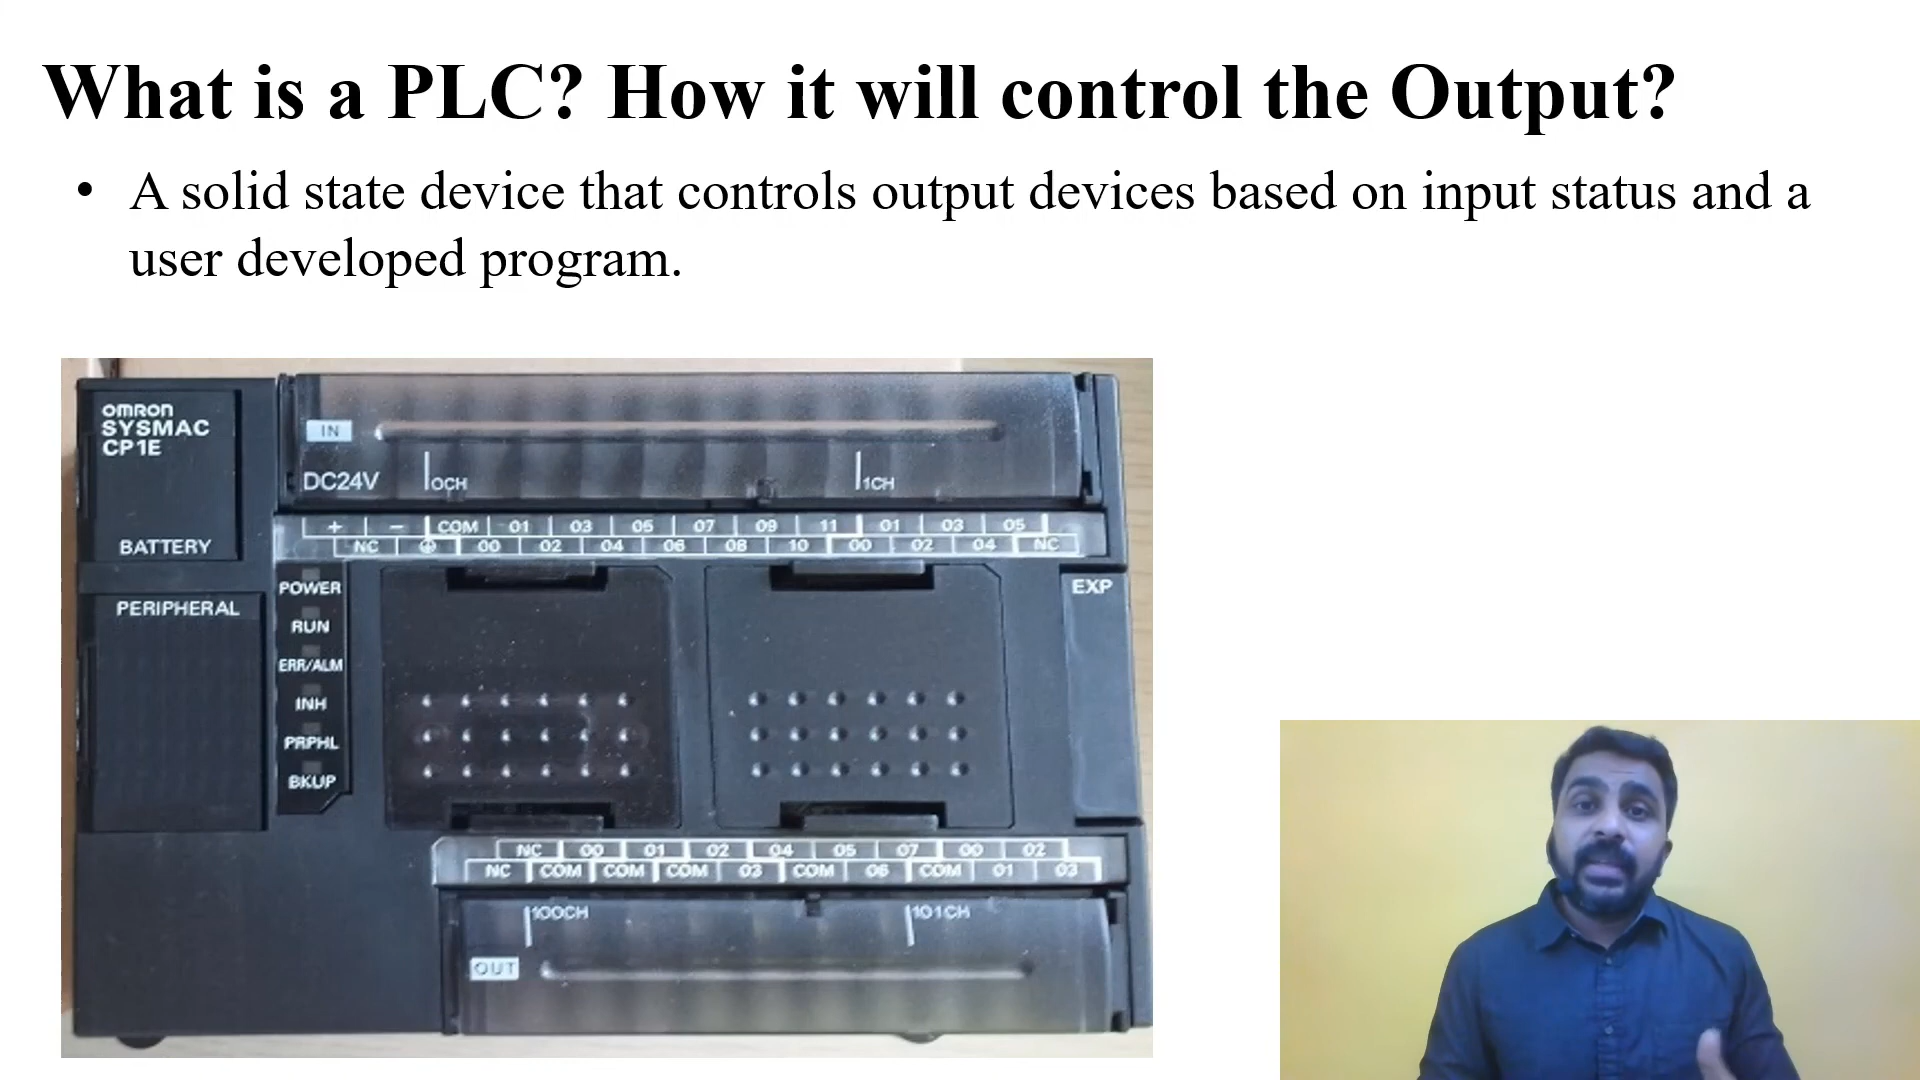 What is a PLC? How it will control the Output?
• A solid state device that controls output devices based on input status and a
user developed program.
omron
SYSMAC
CP1E
BATTERY
PERIPHERAL
IN
DC24V 0CH 1CH
+ − COM 01 03 05 07 09 11 01 03 05
NC 00 02 04 06 08 10 00 02 04 NC
POWER
RUN
ERR/ALM
INH
PRPHL
BKUP
EXP
NC 00 01 02 04 05 07 00 02
NC COM COM COM 03 COM 06 COM 01 03
100CH 101CH
OUT